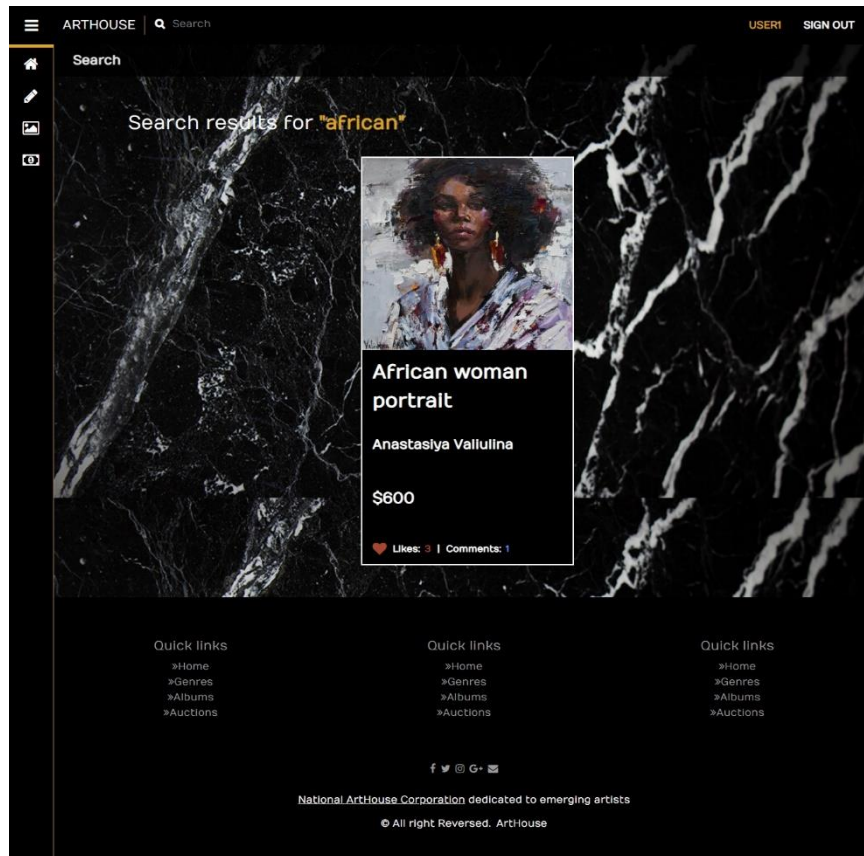 ARTHOUSE Search USER1 SIGN OUT
Search
Search results for "african"
African woman
portrait
Anastasiya Valiulina
$600
Likes: 3 | Comments: 1
Quick links Quick links Quick links
»Home »Home »Home
»Genres »Genres »Genres
»Albums »Albums »Albums
»Auctions »Auctions »Auctions
National ArtHouse Corporation dedicated to emerging artists
© All right Reversed. ArtHouse